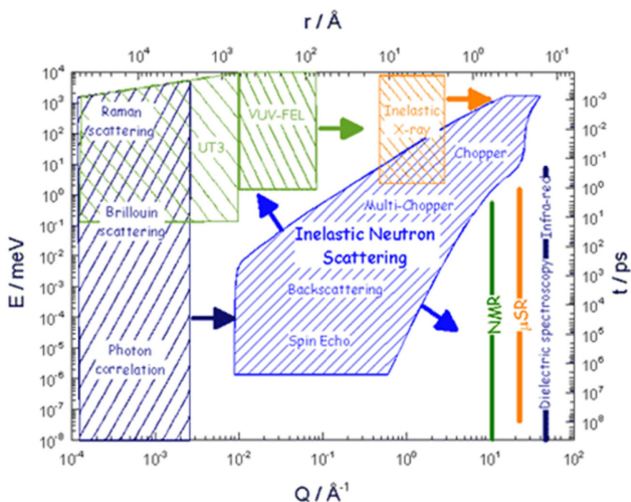 r / Å
10⁴ 10³ 10² 10¹ 10⁰ 10⁻¹
10⁴
10³
10²
10¹
10⁰
10⁻¹
10⁻²
10⁻³
10⁻⁴
10⁻⁵
10⁻⁶
10⁻⁷
10⁻⁸
E / meV
Raman
scattering
Brillouin
scattering
Photon
correlation
UT3
VUV-FEL
Inelastic
X-ray
Chopper
Multi-Chopper
Inelastic Neutron
Scattering
Backscattering
Spin Echo
NMR
μSR
Dielectric spectroscopy
Infra-red
10⁻³
10⁻²
10⁻¹
10⁰
10¹
10²
10³
10⁴
10⁵
10⁶
10⁷
10⁸
t / ps
10⁻⁴ 10⁻³ 10⁻² 10⁻¹ 10⁰ 10¹ 10²
Q / Å⁻¹